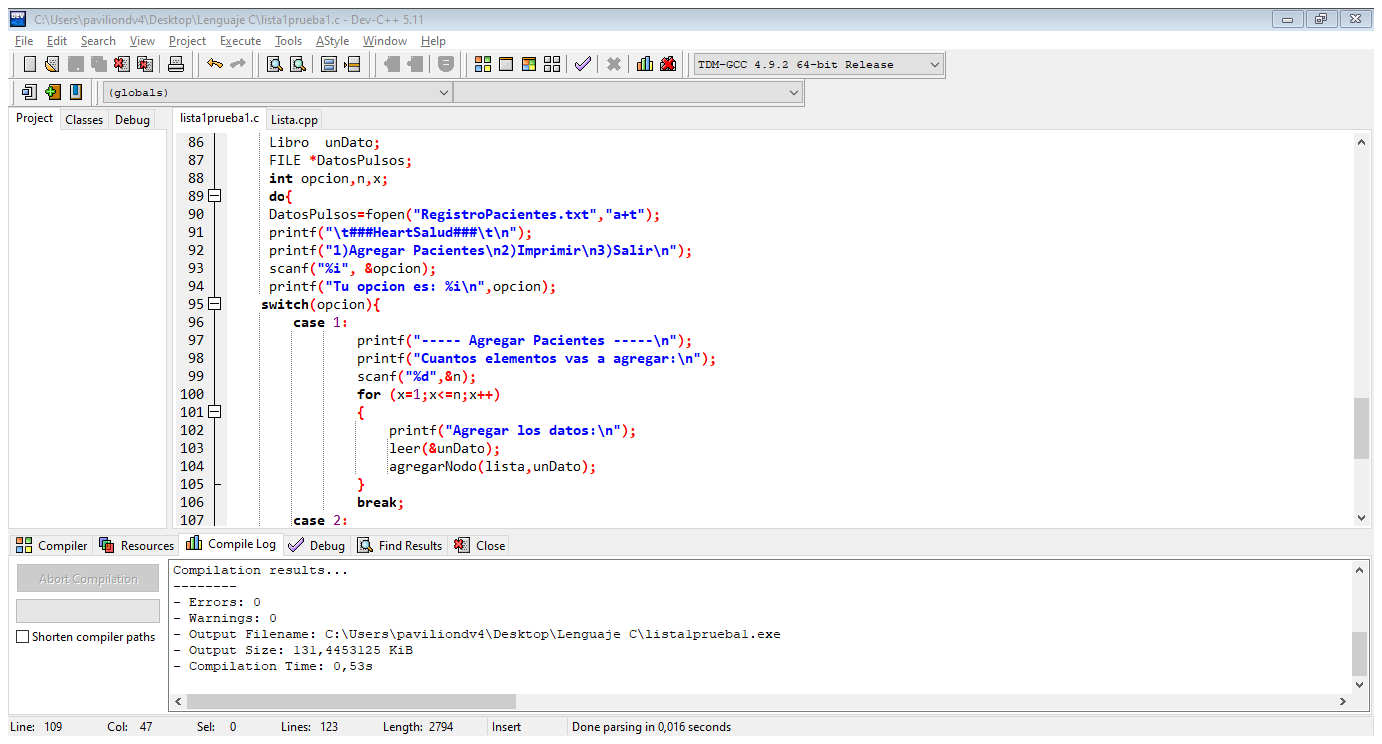 C:\Users\paviliondv4\Desktop\Lenguaje C\lista1prueba1.c - Dev-C++ 5.11
File Edit Search View Project Execute Tools AStyle Window Help
TDM-GCC 4.9.2 64-bit Release
(globals)
Project Classes Debug
lista1prueba1.c Lista.cpp
86 Libro  unDato;
87 FILE *DatosPulsos;
88 int opcion,n,x;
89 do{
90 DatosPulsos=fopen("RegistroPacientes.txt","a+t");
91 printf("\t###HeartSalud###\t\n");
92 printf("1)Agregar Pacientes\n2)Imprimir\n3)Salir\n");
93 scanf("%i", &opcion);
94 printf("Tu opcion es: %i\n",opcion);
95 switch(opcion){
96 case 1:
97 printf("----- Agregar Pacientes -----\n");
98 printf("Cuantos elementos vas a agregar:\n");
99 scanf("%d",&n);
100 for (x=1;x<=n;x++)
101 {
102 printf("Agregar los datos:\n");
103 leer(&unDato);
104 agregarNodo(lista,unDato);
105 }
106 break;
107 case 2:
Compiler Resources Compile Log Debug Find Results Close
Abort Compilation
Shorten compiler paths
Compilation results...
--------
- Errors: 0
- Warnings: 0
- Output Filename: C:\Users\paviliondv4\Desktop\Lenguaje C\lista1prueba1.exe
- Output Size: 131,4453125 KiB
- Compilation Time: 0,53s
Line: 109 Col: 47 Sel: 0 Lines: 123 Length: 2794 Insert Done parsing in 0,016 seconds